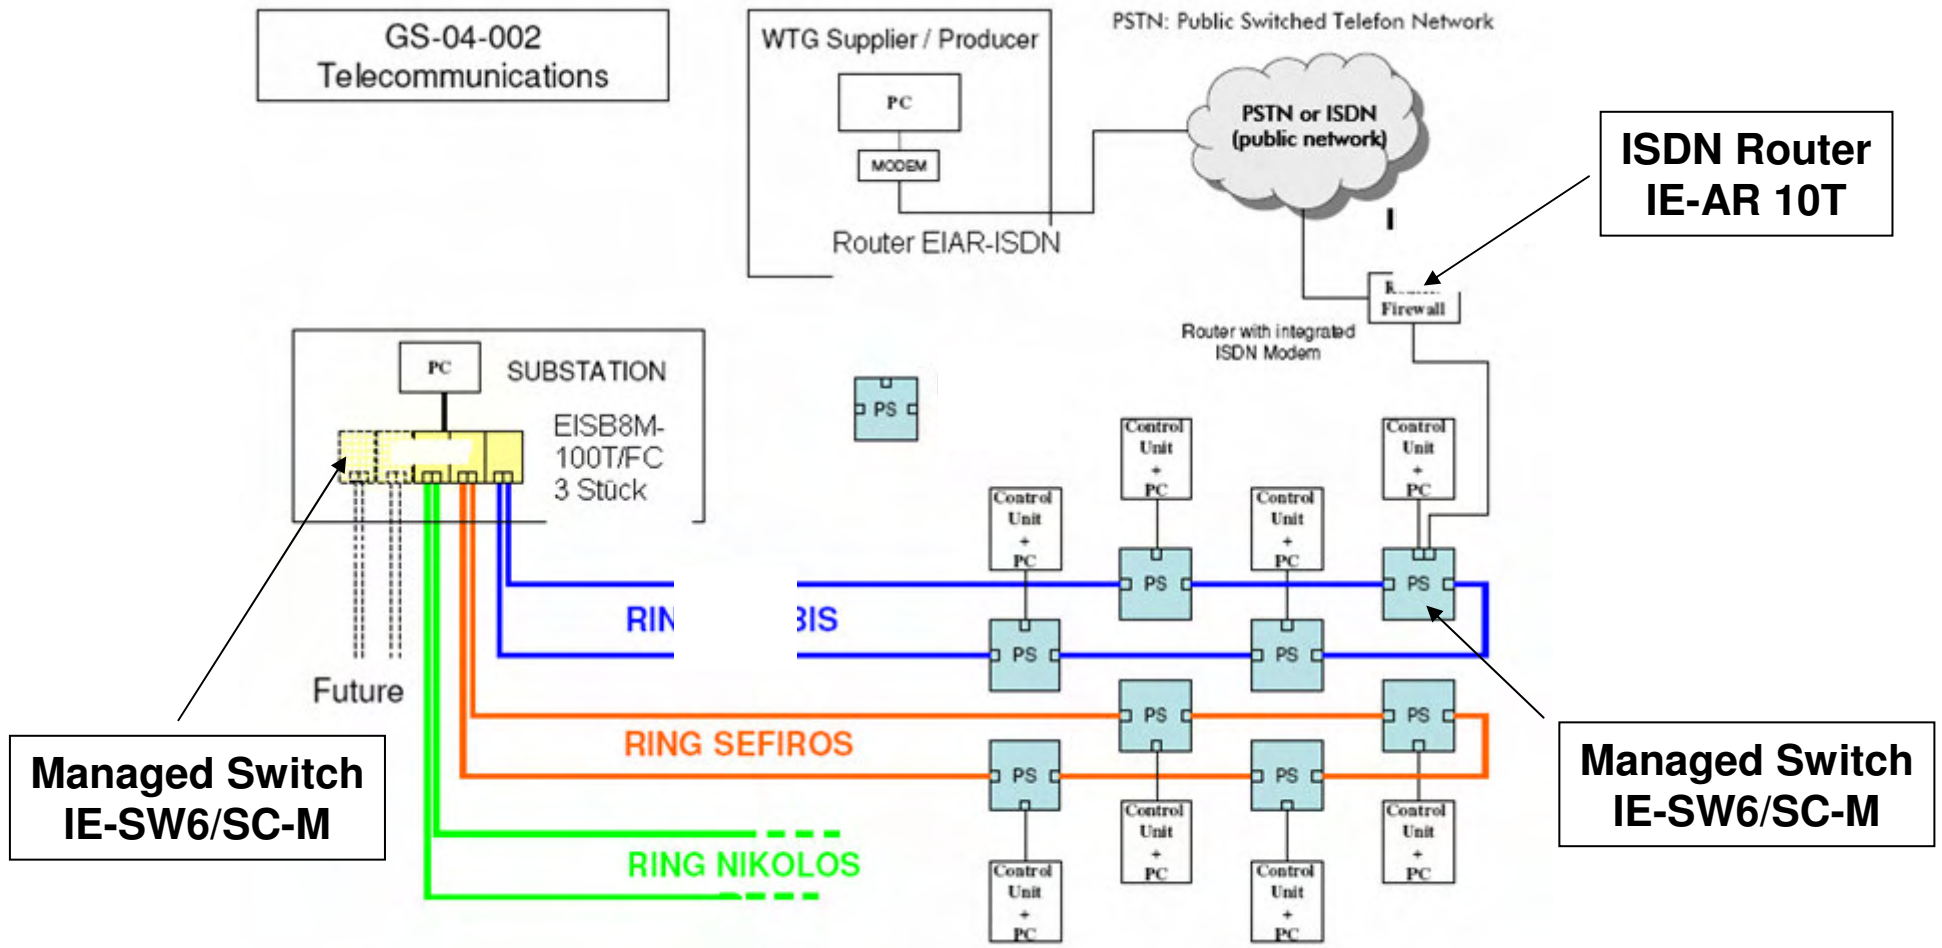 GS-04-002
Telecommunications
WTG Supplier / Producer
PC
MODEM
Router EIAR-ISDN
PSTN: Public Switched Telefon Network
PSTN or ISDN
(public network)
ISDN Router
IE-AR 10T
Firewall
Router with integrated
ISDN Modem
PC
SUBSTATION
EISB8M-
100T/FC
3 Stück
Future
Managed Switch
IE-SW6/SC-M
PS
Control
Unit
+
PC
Control
Unit
+
PC
Control
Unit
+
PC
Control
Unit
+
PC
PS
PS
PS
PS
RING SEFIROS
PS
PS
PS
PS
RING NIKOLOS
Control
Unit
+
PC
Control
Unit
+
PC
Control
Unit
+
PC
Control
Unit
+
PC
Managed Switch
IE-SW6/SC-M